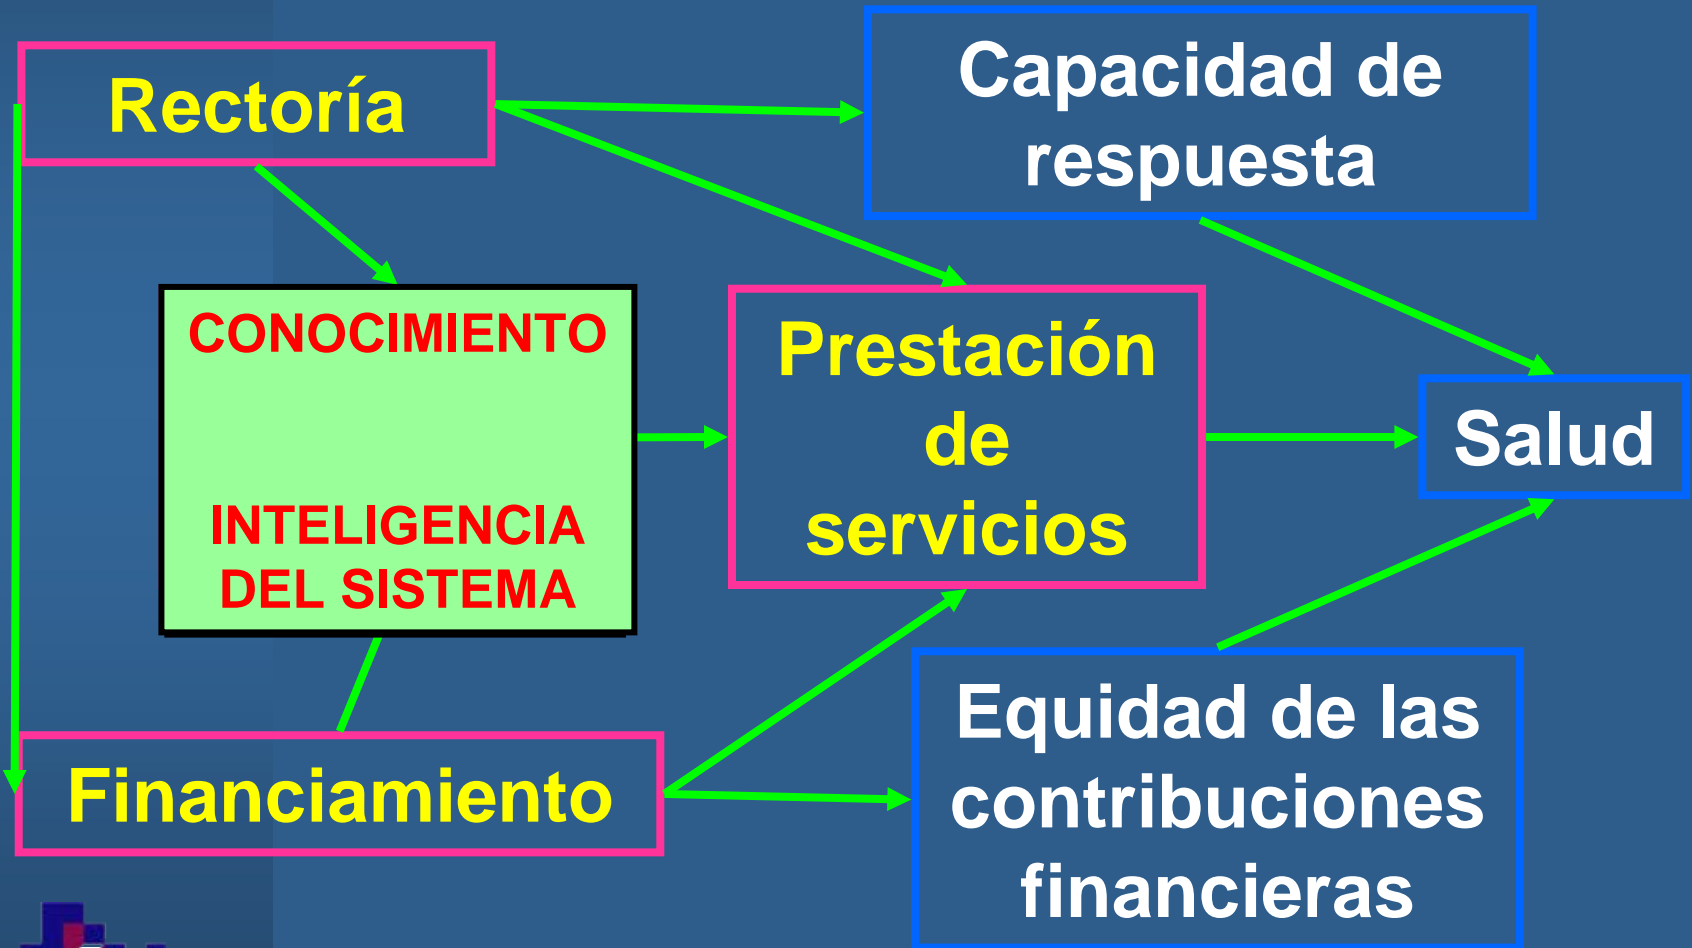 Rectoría
Capacidad de
respuesta
CONOCIMIENTO
INTELIGENCIA
DEL SISTEMA
Prestación
de
servicios
Salud
Financiamiento
Equidad de las
contribuciones
financieras